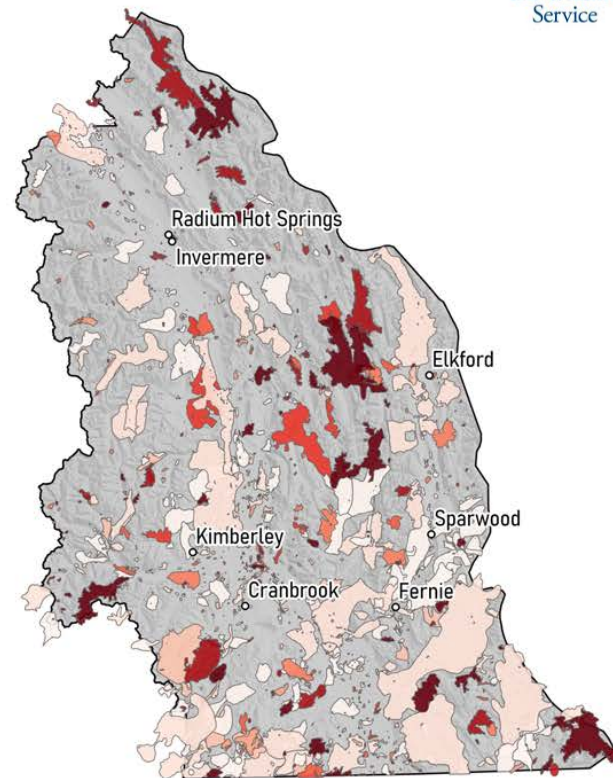 Service
Radium Hot Springs
Invermere
Elkford
Sparwood
Kimberley
Cranbrook
Fernie